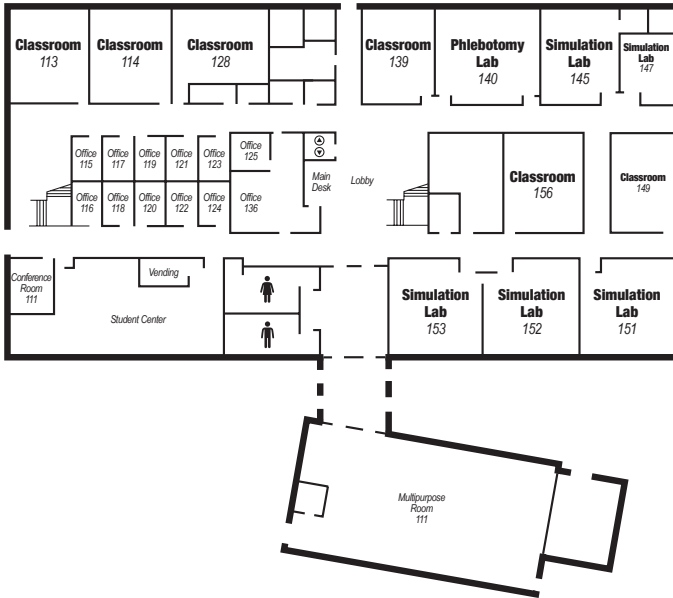 Classroom
113
Classroom
114
Classroom
128
Classroom
139
Phlebotomy
Lab
140
Simulation
Lab
145
Simulation
Lab
147
Office
115
Office
117
Office
119
Office
121
Office
123
Office
125
Office
116
Office
118
Office
120
Office
122
Office
124
Office
136
Main
Desk
Lobby
Classroom
156
Classroom
149
Conference
Room
111
Vending
Student Center
Simulation
Lab
153
Simulation
Lab
152
Simulation
Lab
151
Multipurpose
Room
111